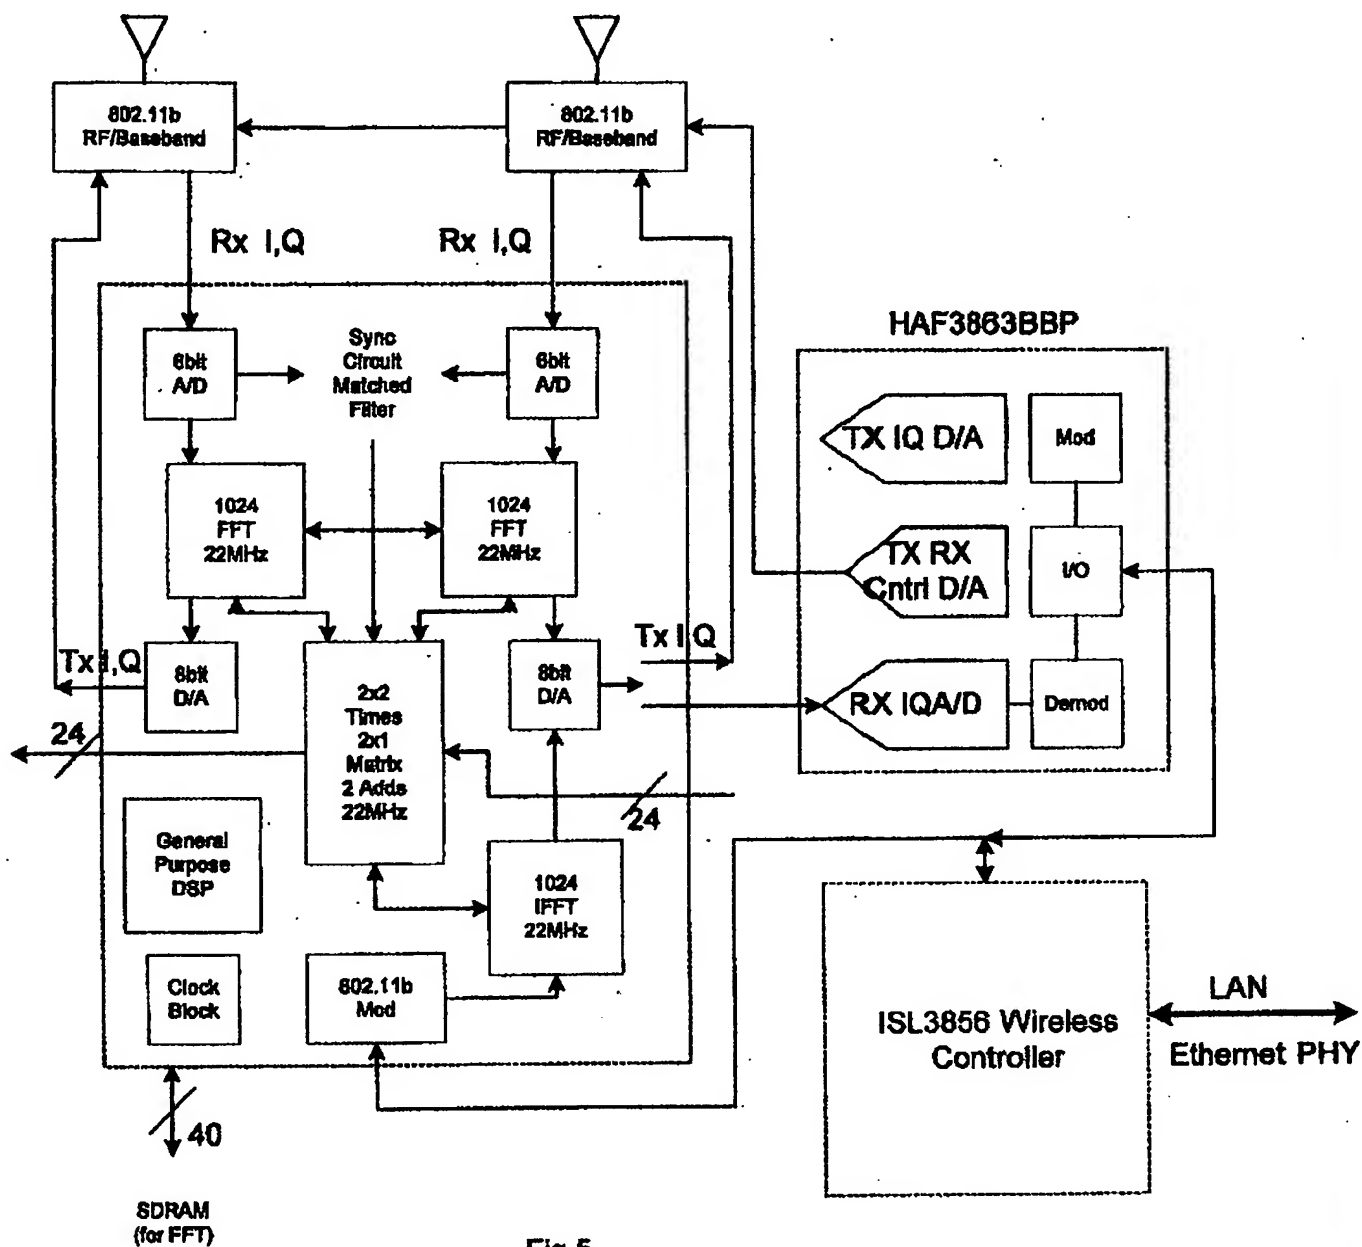 802.11b
RF/Baseband
802.11b
RF/Baseband
Rx I,Q
Rx I,Q
HAF3863BBP
6bit
A/D
Sync
Circuit
Matched
Filter
6bit
A/D
TX IQ D/A
Mod
1024
FFT
22MHz
1024
FFT
22MHz
TX RX
Cntrl D/A
I/O
Tx I,Q
8bit
D/A
2x2
Times
2x1
Matrix
2 Adds
22MHz
8bit
D/A
Tx I,Q
RX IQA/D
Demod
24
24
General
Purpose
DSP
1024
IFFT
22MHz
Clock
Block
802.11b
Mod
ISL3856 Wireless
Controller
LAN
Ethernet PHY
40
SDRAM
(for FFT)
Fig 5